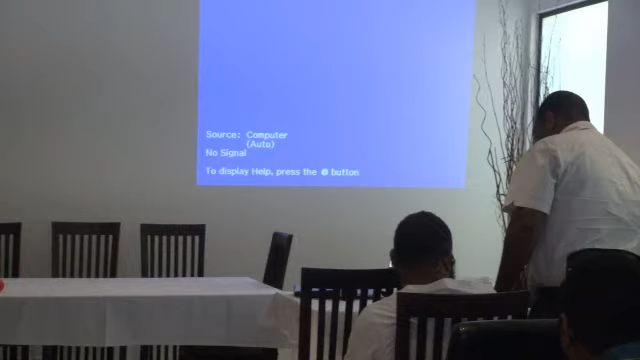 Source: Computer
(Auto)
No Signal
To display Help, press the button